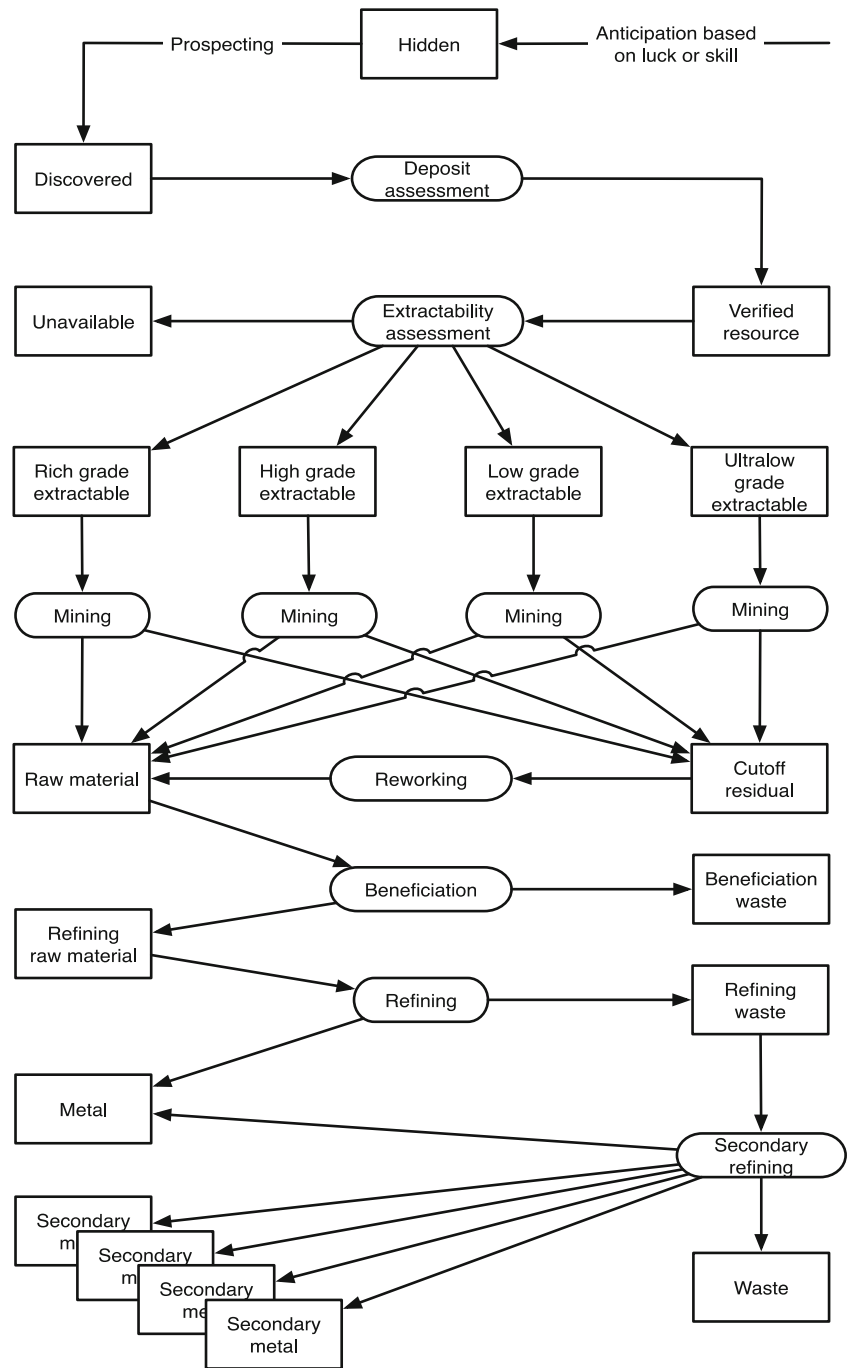 Prospecting
Hidden
Anticipation based
on luck or skill
Discovered
Deposit
assessment
Unavailable
Extractability
assessment
Verified
resource
Rich grade
extractable
High grade
extractable
Low grade
extractable
Ultralow
grade
extractable
Mining
Mining
Mining
Mining
Raw material
Reworking
Cutoff
residual
Beneficiation
Beneficiation
waste
Refining
raw material
Refining
Refining
waste
Metal
Secondary
refining
Secondary
m
Secondary
m
Secondary
me
Secondary
metal
Waste